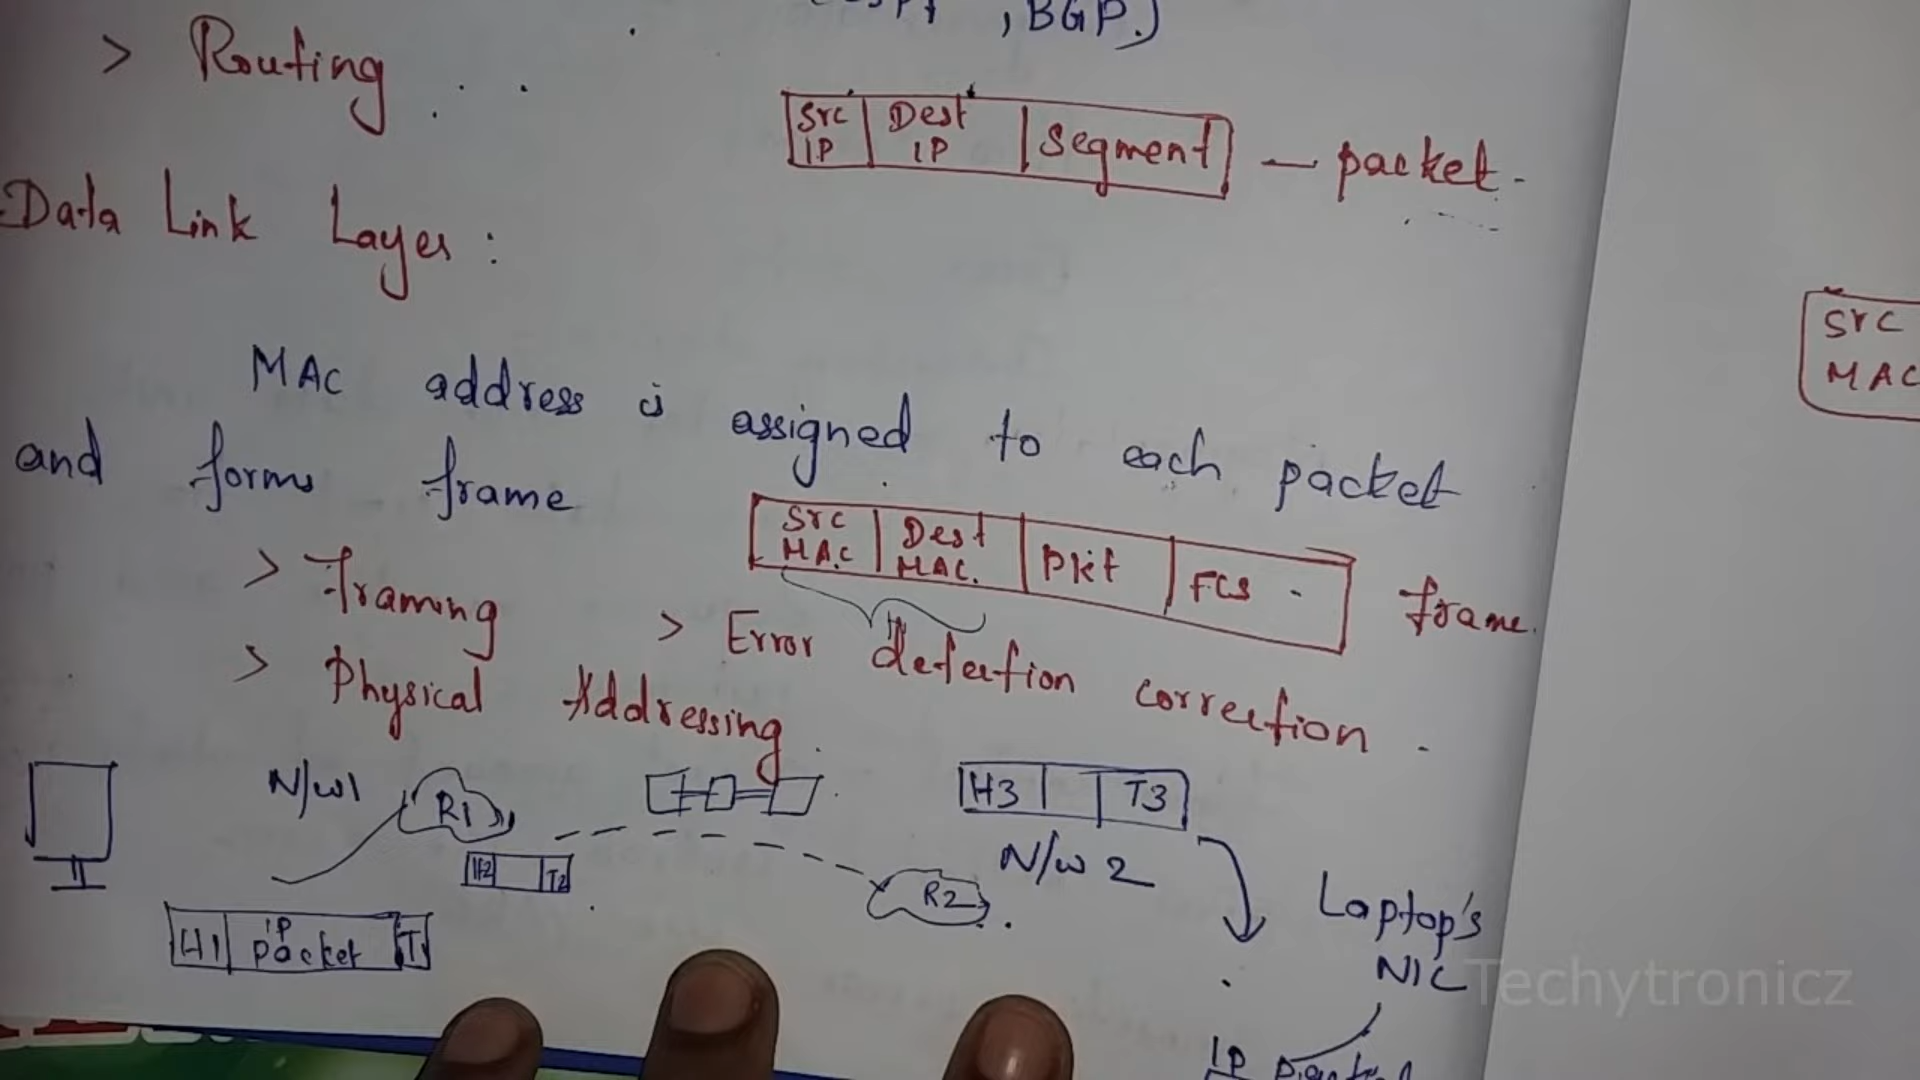 , BGP.)
> Routing
Src IP | Dest IP | Segment — packet.
Data Link Layer :
Src MAC
MAC address is assigned to each packet
and forms frame
Src MAC | Dest MAC. | Pkt | FCS frame.
> Framing
> Error detection correction.
> Physical Addressing.
N/w1
R1
H3 T3
H2 T2
N/w 2
R2
Laptop's
NIC
H1 IP packet T1
Techytronicz
IP